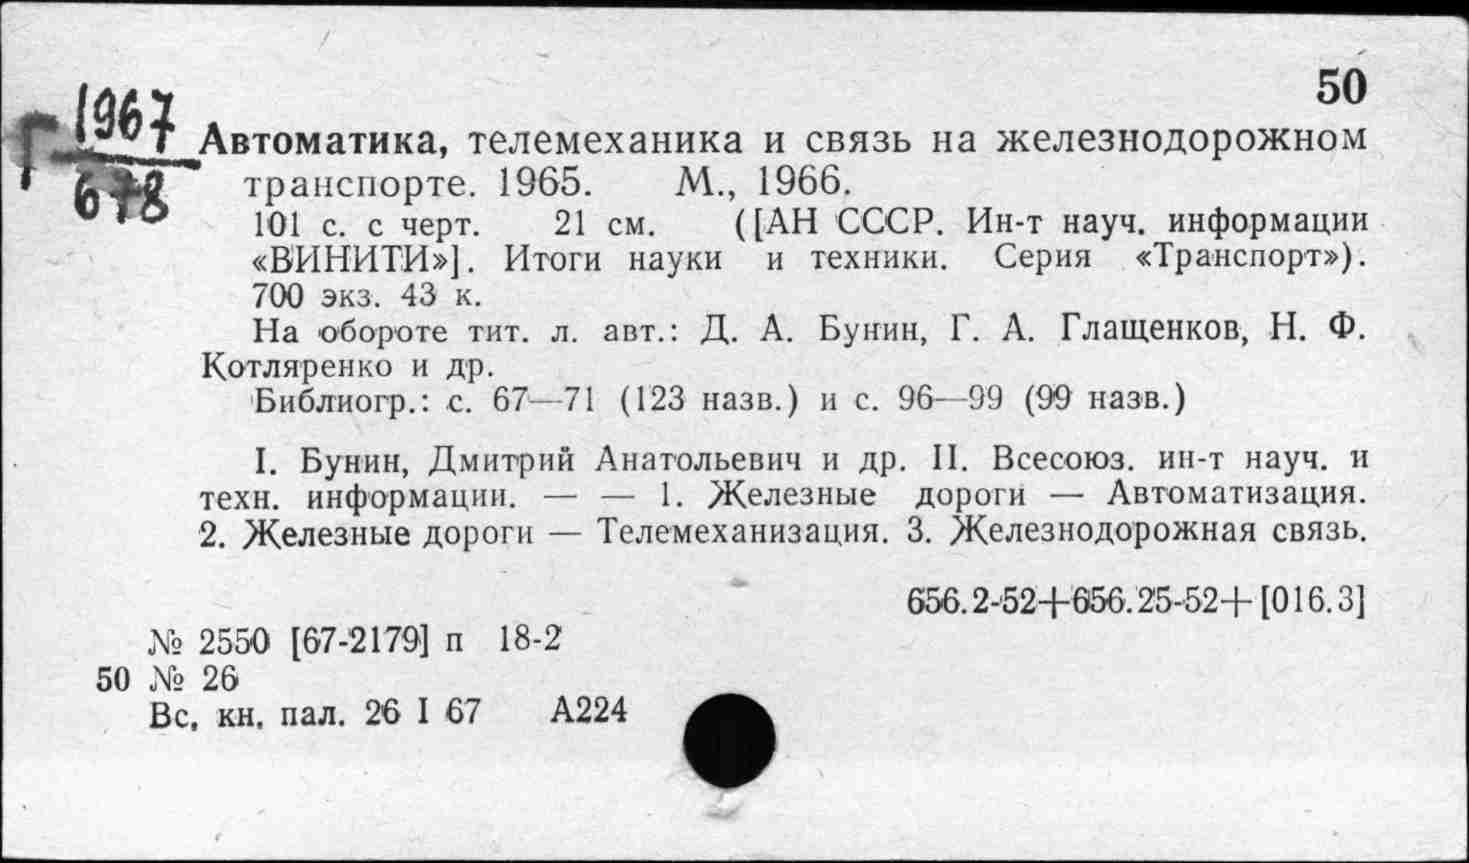 50
Г 1967
678
Автоматика, телемеханика и связь на железнодорожном
транспорте. 1965. М., 1966.
101 с. с черт. 21 см. ([АН СССР. Ин-т науч. информации
«ВИНИТИ»]. Итоги науки и техники. Серия «Транспорт»).
700 экз. 43 к.
На обороте тит. л. авт.: Д. А. Бунин, Г. А. Глащенков, Н. Ф.
Котляренко и др.
Библиогр.: с. 67—71 (123 назв.) и с. 96—99 (99 назв.)
I. Бунин, Дмитрий Анатольевич и др. II. Всесоюз. ин-т науч. и
техн. информации. — — 1. Железные дороги — Автоматизация.
2. Железные дороги — Телемеханизация. 3. Железнодорожная связь.
656.2-52+656.25-52+[016.3]
№ 2550 [67-2179] п 18-2
50 № 26
Вс. кн. пал. 26 I 67 А224